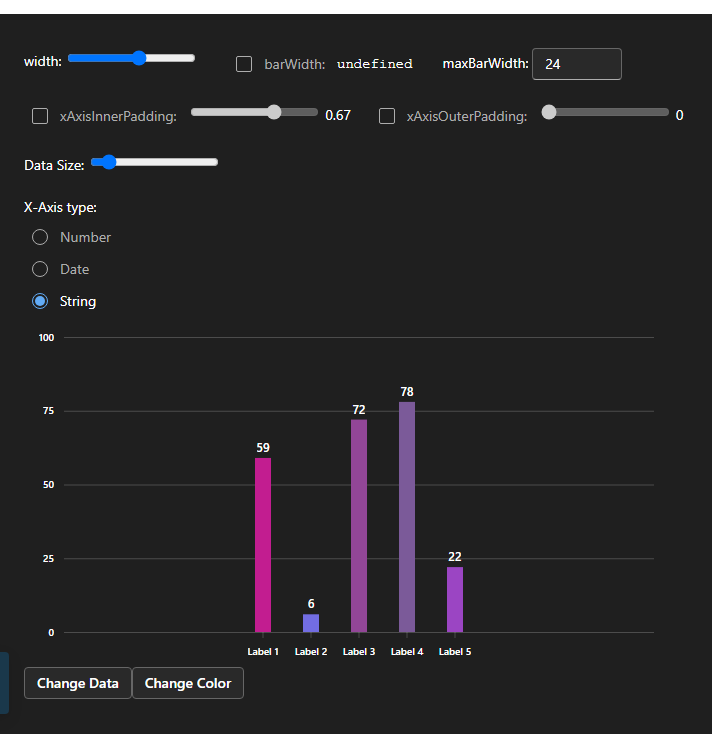 width: barWidth: undefined maxBarWidth: 24
xAxisInnerPadding: 0.67 xAxisOuterPadding: 0
Data Size:
X-Axis type:
Number
Date
String
100
78
75
72
59
50
25
22
6
0
Label 1 Label 2 Label 3 Label 4 Label 5
Change Data Change Color